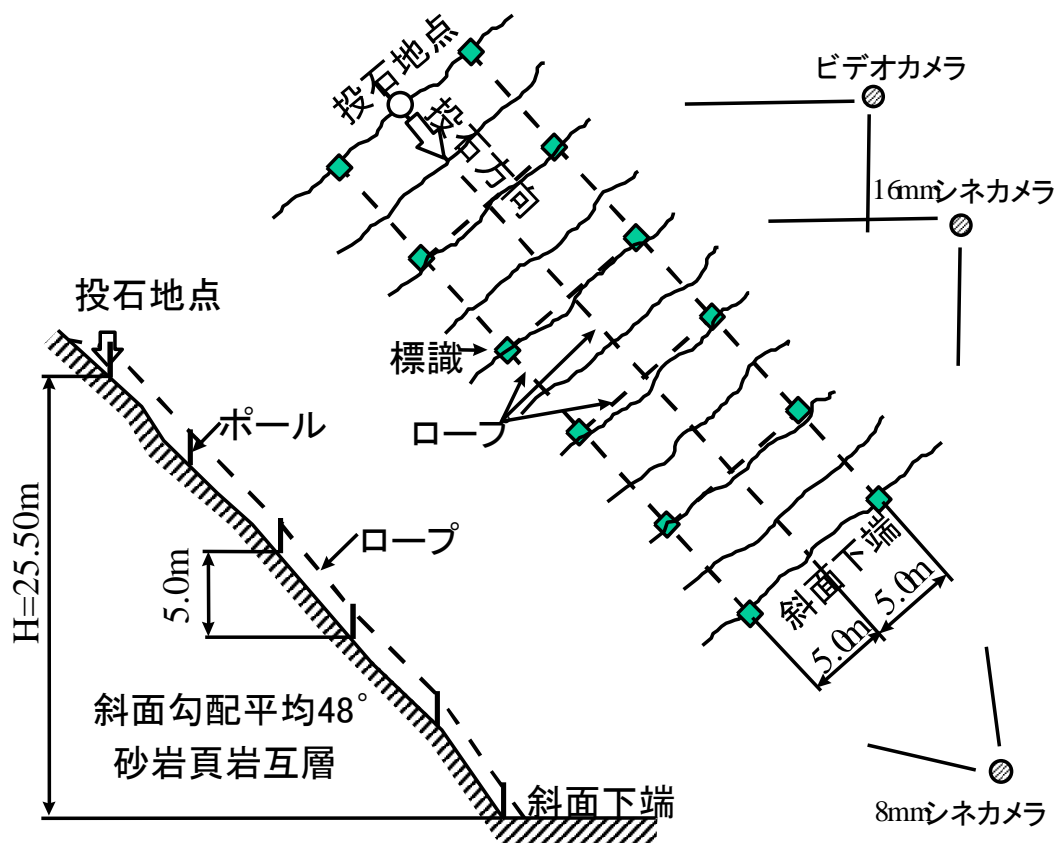 投石地点
投石方向
ビデオカメラ
16mmシネカメラ
投石地点
標識
ポール
ロープ
ロープ
5.0m
H=25.50m
斜面勾配平均48°
砂岩頁岩互層
斜面下端
斜面下端
5.0m
5.0m
8mmシネカメラ